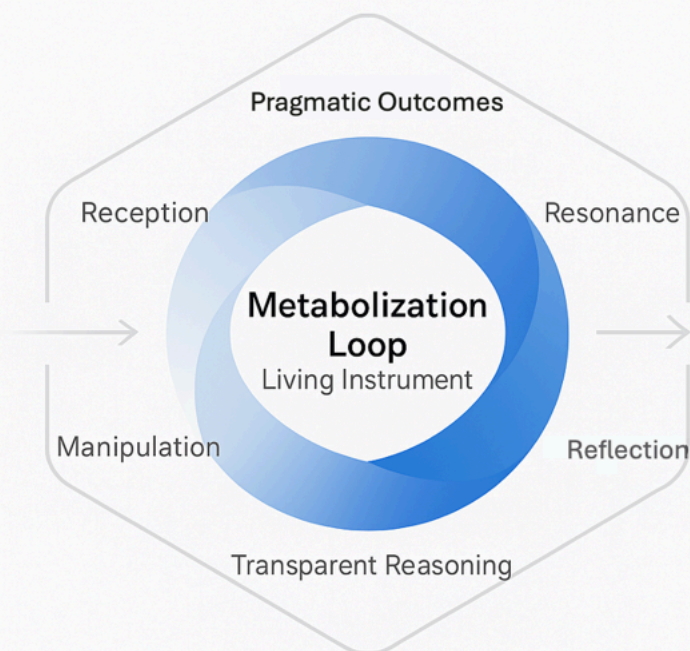 Pragmatic Outcomes
Reception
Resonance
Metabolization
Loop
Living Instrument
Manipulation
Reflection
Transparent Reasoning